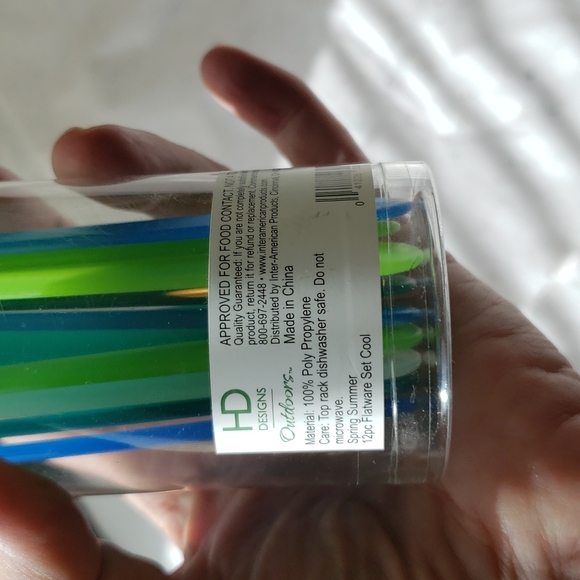 APPROVED FOR FOOD CONTACT
Quality Guaranteed: If you are not completely
product, return it for refund or replacement.
800-697-2448 • www.interamericanproducts.com
Distributed by Inter-American Products,
Made in China
HD
DESIGNS
Outdoors™
Material: 100% Poly Propylene
Care: Top rack dishwasher safe. Do not
microwave.
Spring Summer
12pc Flatware Set Cool
0